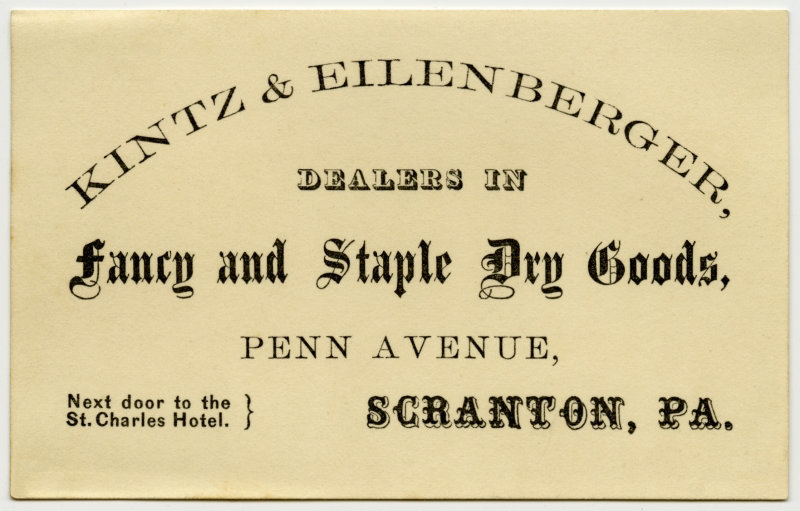 KINTZ & EILENBERGER,
DEALERS IN
Fancy and Staple Dry Goods,
PENN AVENUE,
Next door to the
St. Charles Hotel. }
SCRANTON, PA.